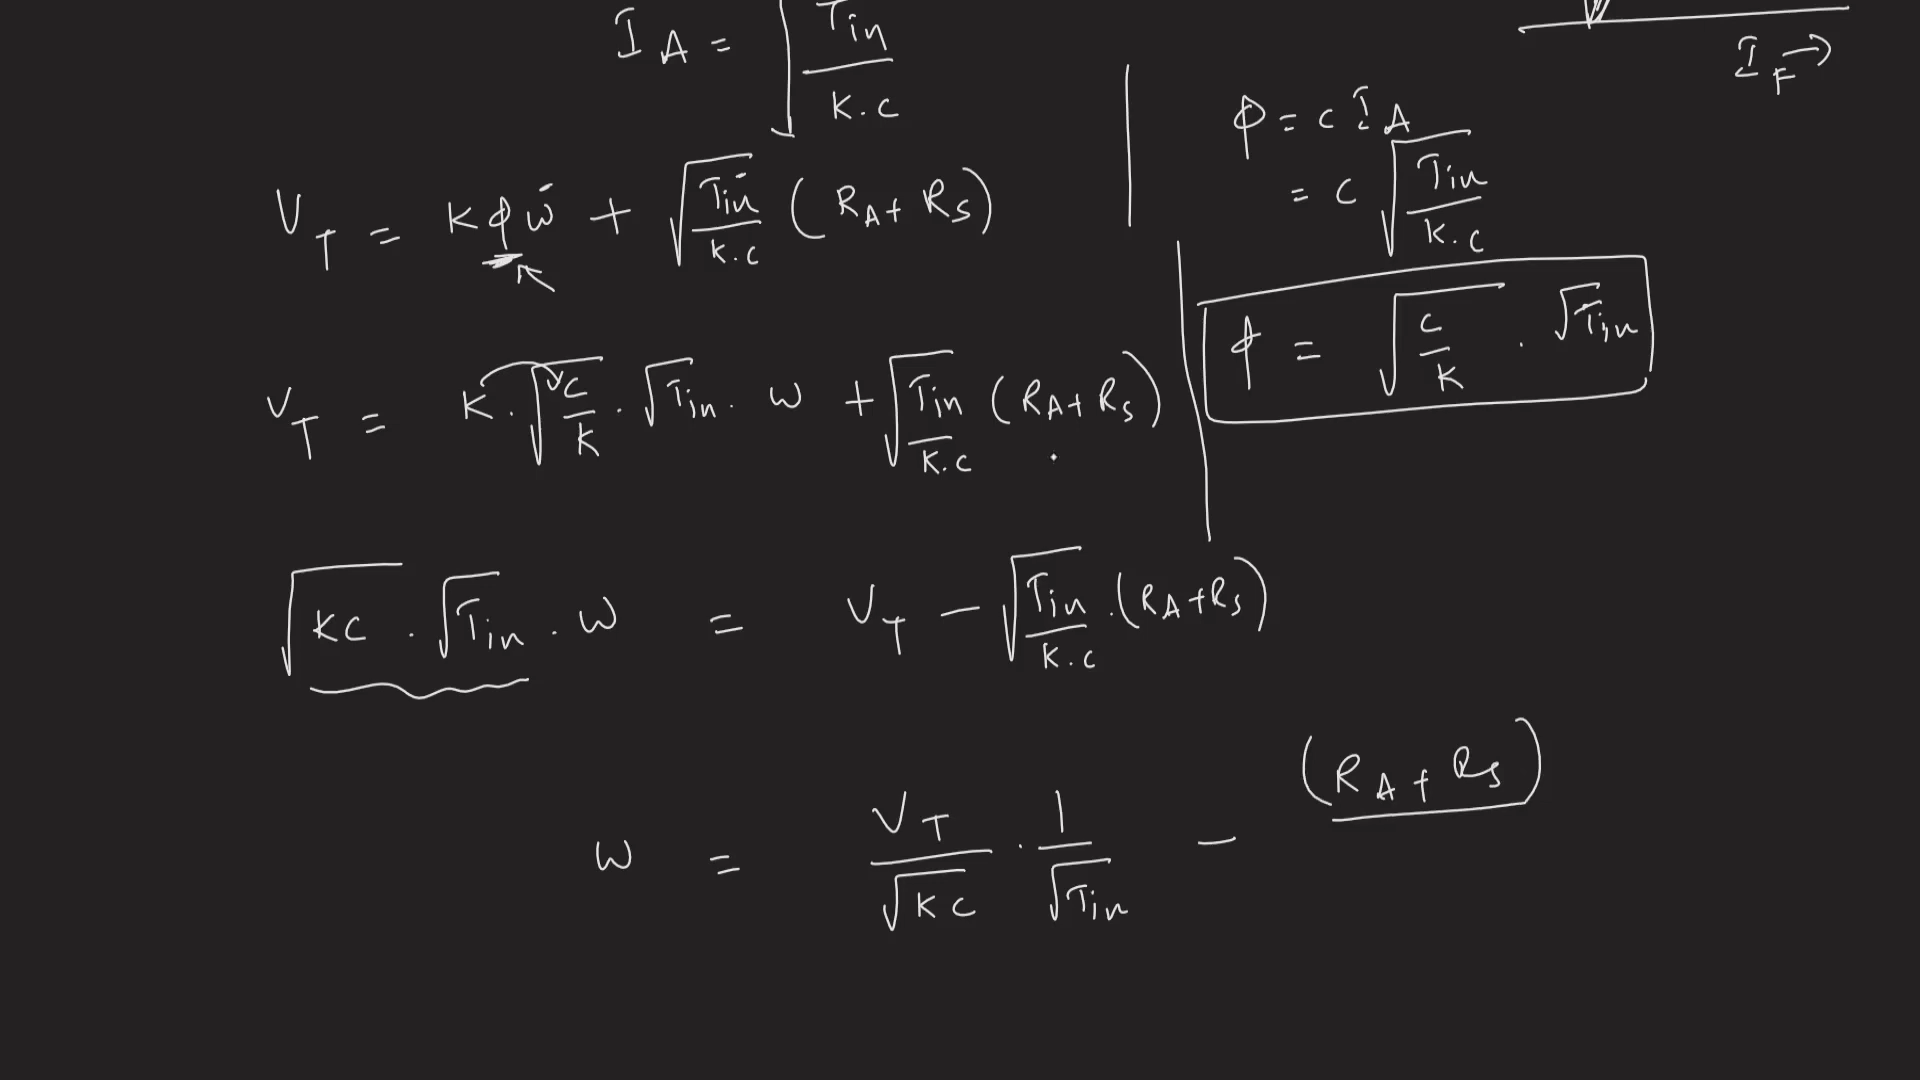 I_A = √(T_in / K.C)
I_F →
φ = C I_A
= C √(T_in / K.C)
V_T = K φ ω + √(T_in / K.C) (R_A + R_S)
φ = √(C / K) . √T_in
V_T = K . √(C / K) . √T_in . ω + √(T_in / K.C) (R_A + R_S)
√KC . √T_in . ω = V_T − √(T_in / K.C) . (R_A + R_S)
ω = V_T / √KC . 1 / √T_in − (R_A + R_S)